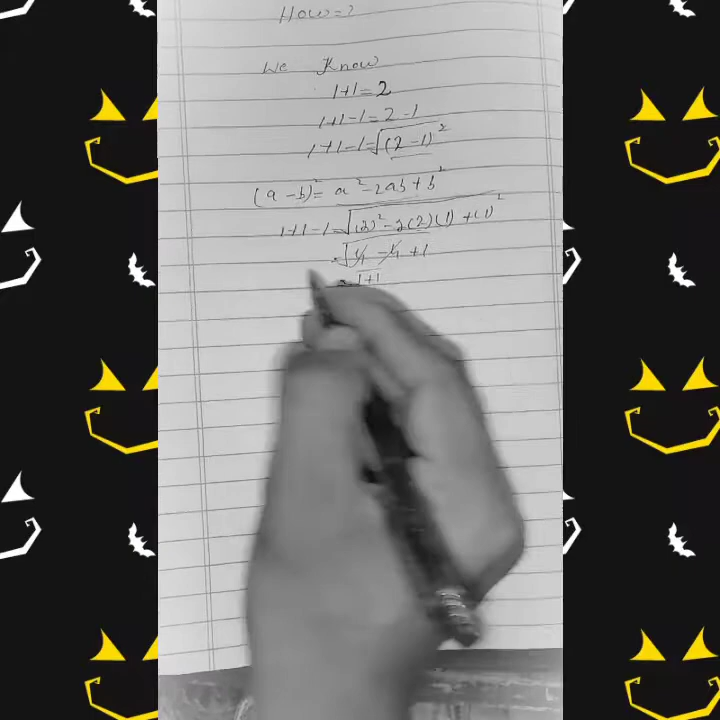 How=?
We Know
1+1=2
1+1-1=2-1
1+1-1=√(2-1)²
(a-b)²=a²-2ab+b²
1+1-1=√(2)²-2(2)(1)+(1)²
=√4-4+1
=1+1